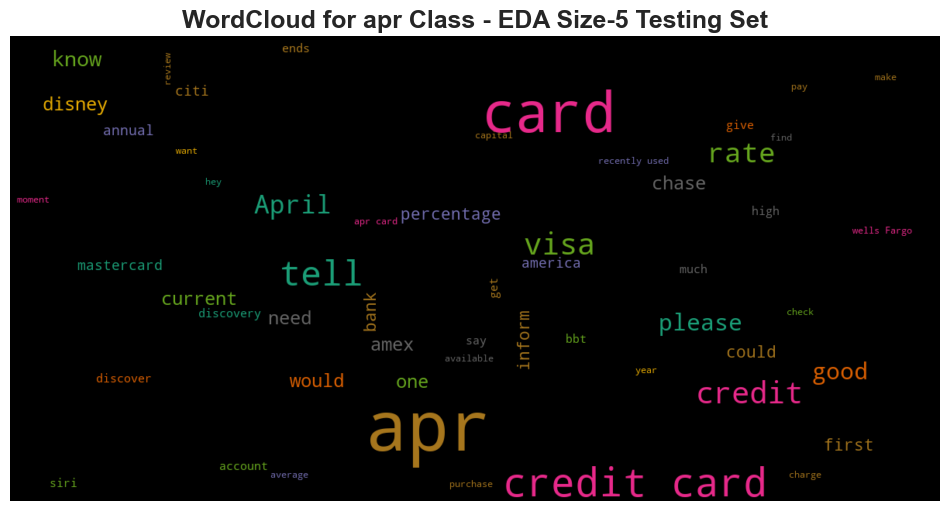 WordCloud for apr Class - EDA Size-5 Testing Set
ends
know
review
make
citi
pay
disney
card
annual
give
capital
find
want
rate
recently used
hey
chase
moment
April
percentage
high
apr card
wells Fargo
visa
mastercard
america
tell
much
current
get
discovery
need
bank
please
check
inform
say
bbt
amex
available
could
year
discover
would
one
good
credit
apr
first
account
average
siri
purchase
credit card
charge